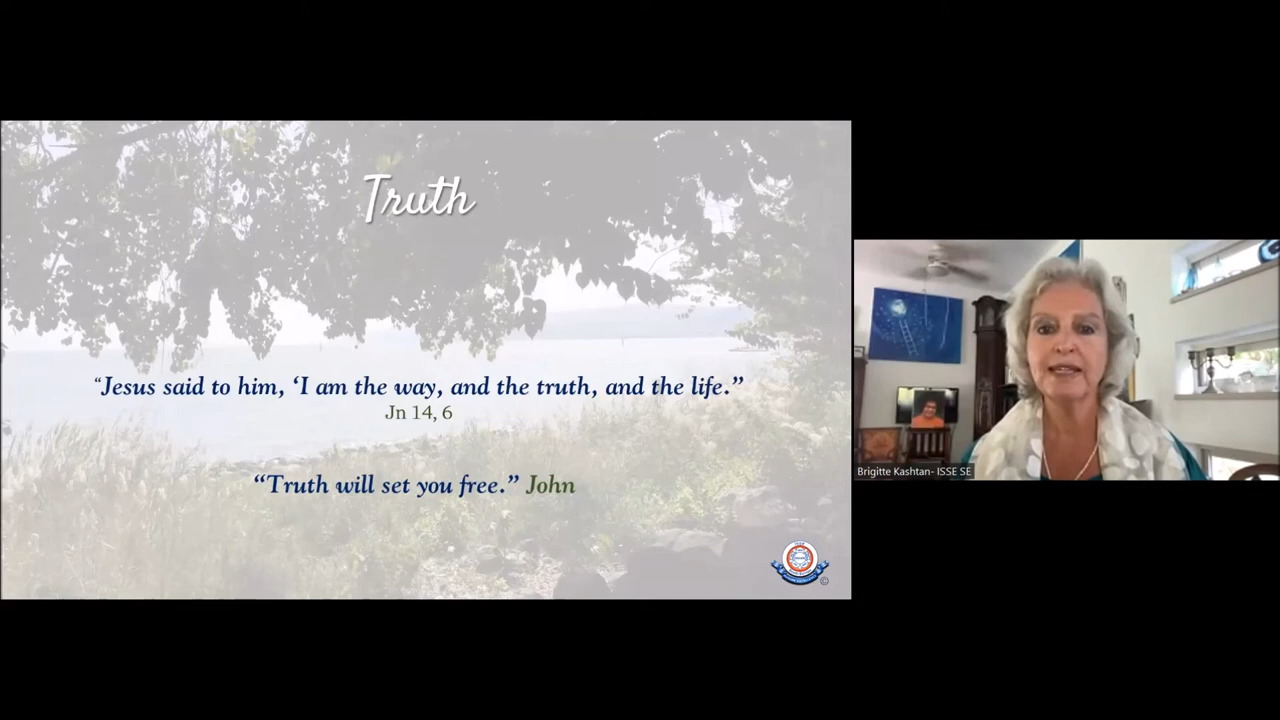 Truth
“Jesus said to him, ‘I am the way, and the truth, and the life.”
Jn 14, 6
“Truth will set you free.” John
©
Brigitte Kashtan- ISSE SE